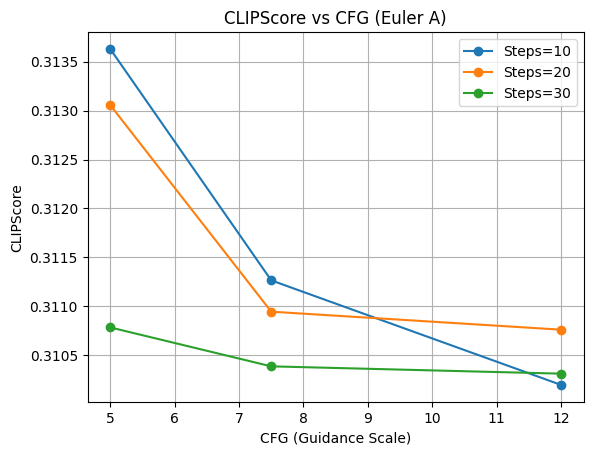 CLIPScore vs CFG (Euler A)
Steps=10
Steps=20
Steps=30
CLIPScore
0.3135
0.3130
0.3125
0.3120
0.3115
0.3110
0.3105
5 6 7 8 9 10 11 12
CFG (Guidance Scale)